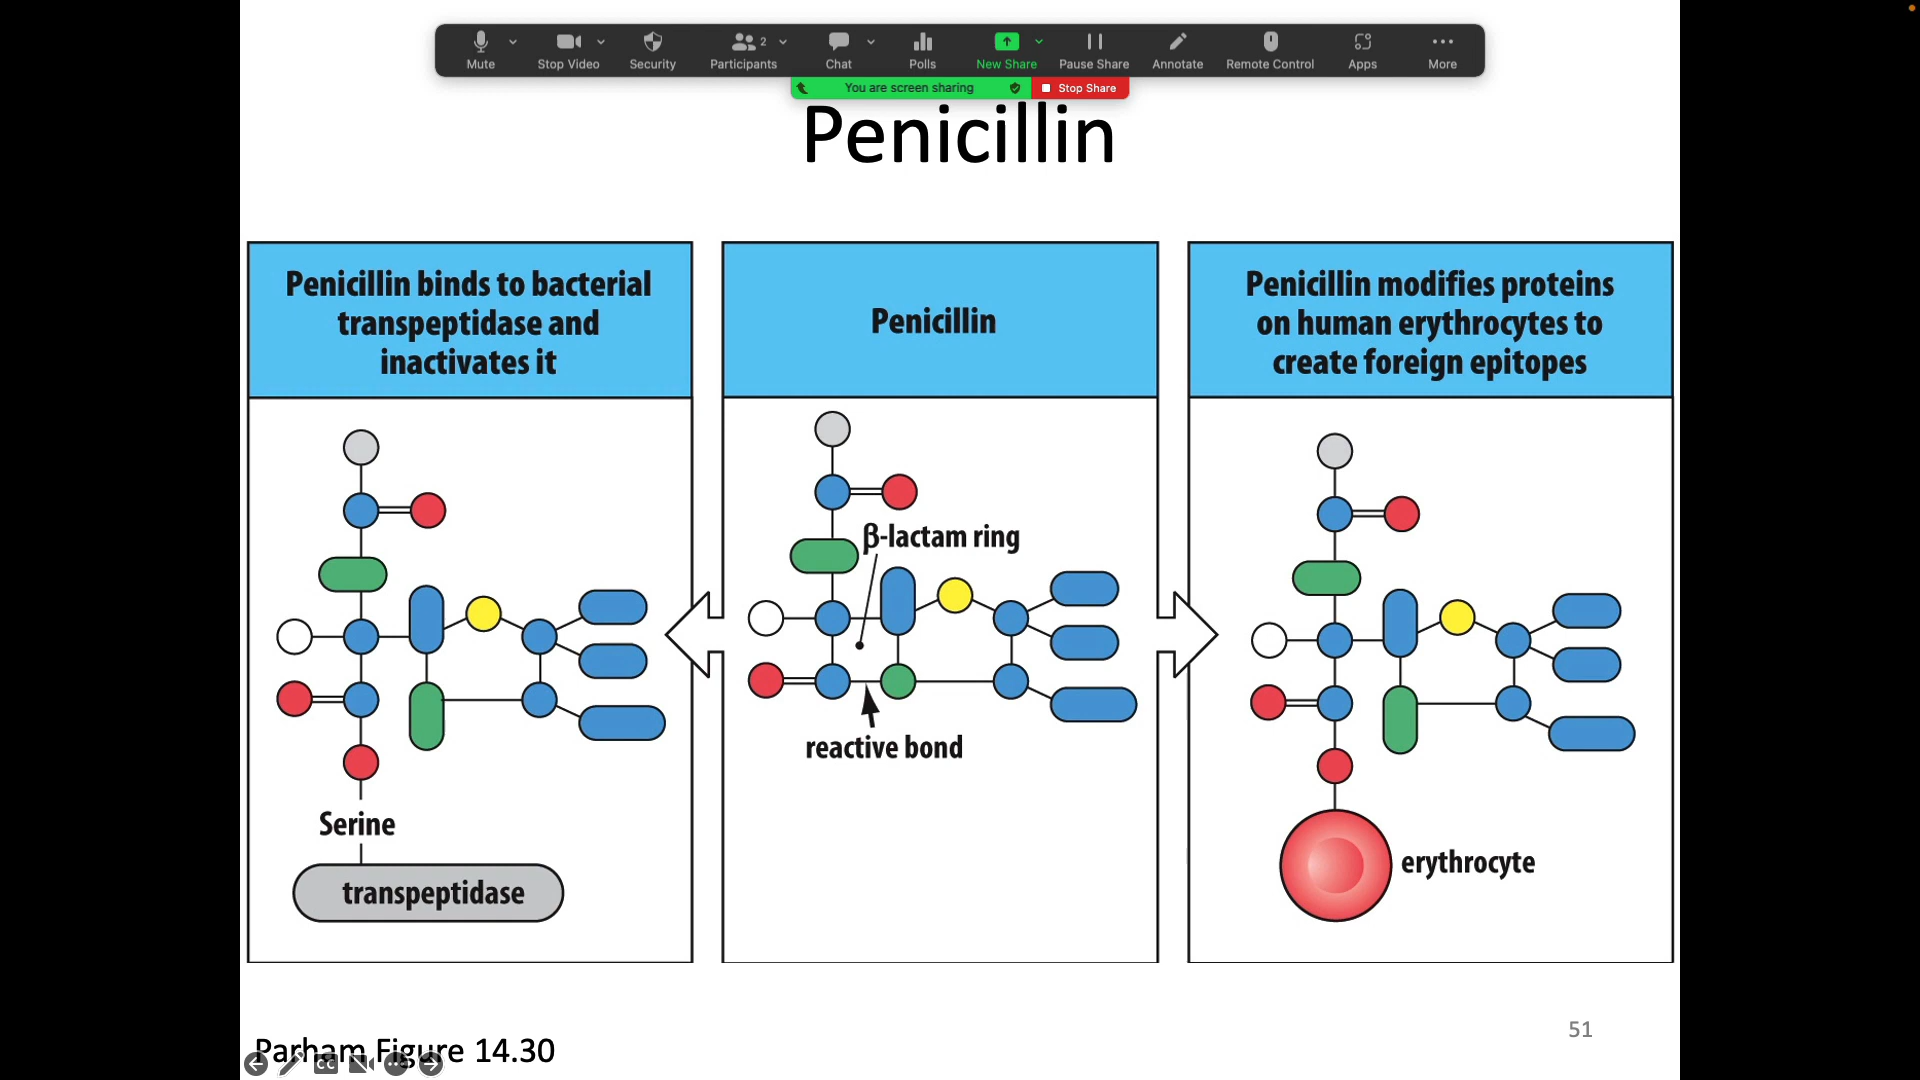 Mute
Stop Video
Security
Participants
2
Chat
Polls
New Share
Pause Share
Annotate
Remote Control
Apps
More
You are screen sharing
Stop Share
Penicillin
Penicillin binds to bacterial
transpeptidase and
inactivates it
Serine
transpeptidase
Penicillin
β-lactam ring
reactive bond
Penicillin modifies proteins
on human erythrocytes to
create foreign epitopes
erythrocyte
51
Parham Figure 14.30
CC